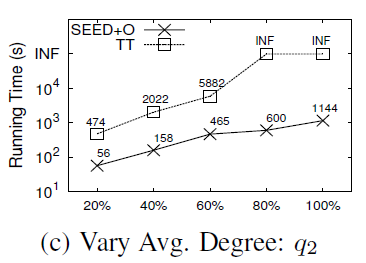 SEED+O
TT
Running Time (s)
INF
10^4
10^3
10^2
10^1
INF INF
5882
2022
474
1144
600
465
158
56
20% 40% 60% 80% 100%
(c) Vary Avg. Degree: q2